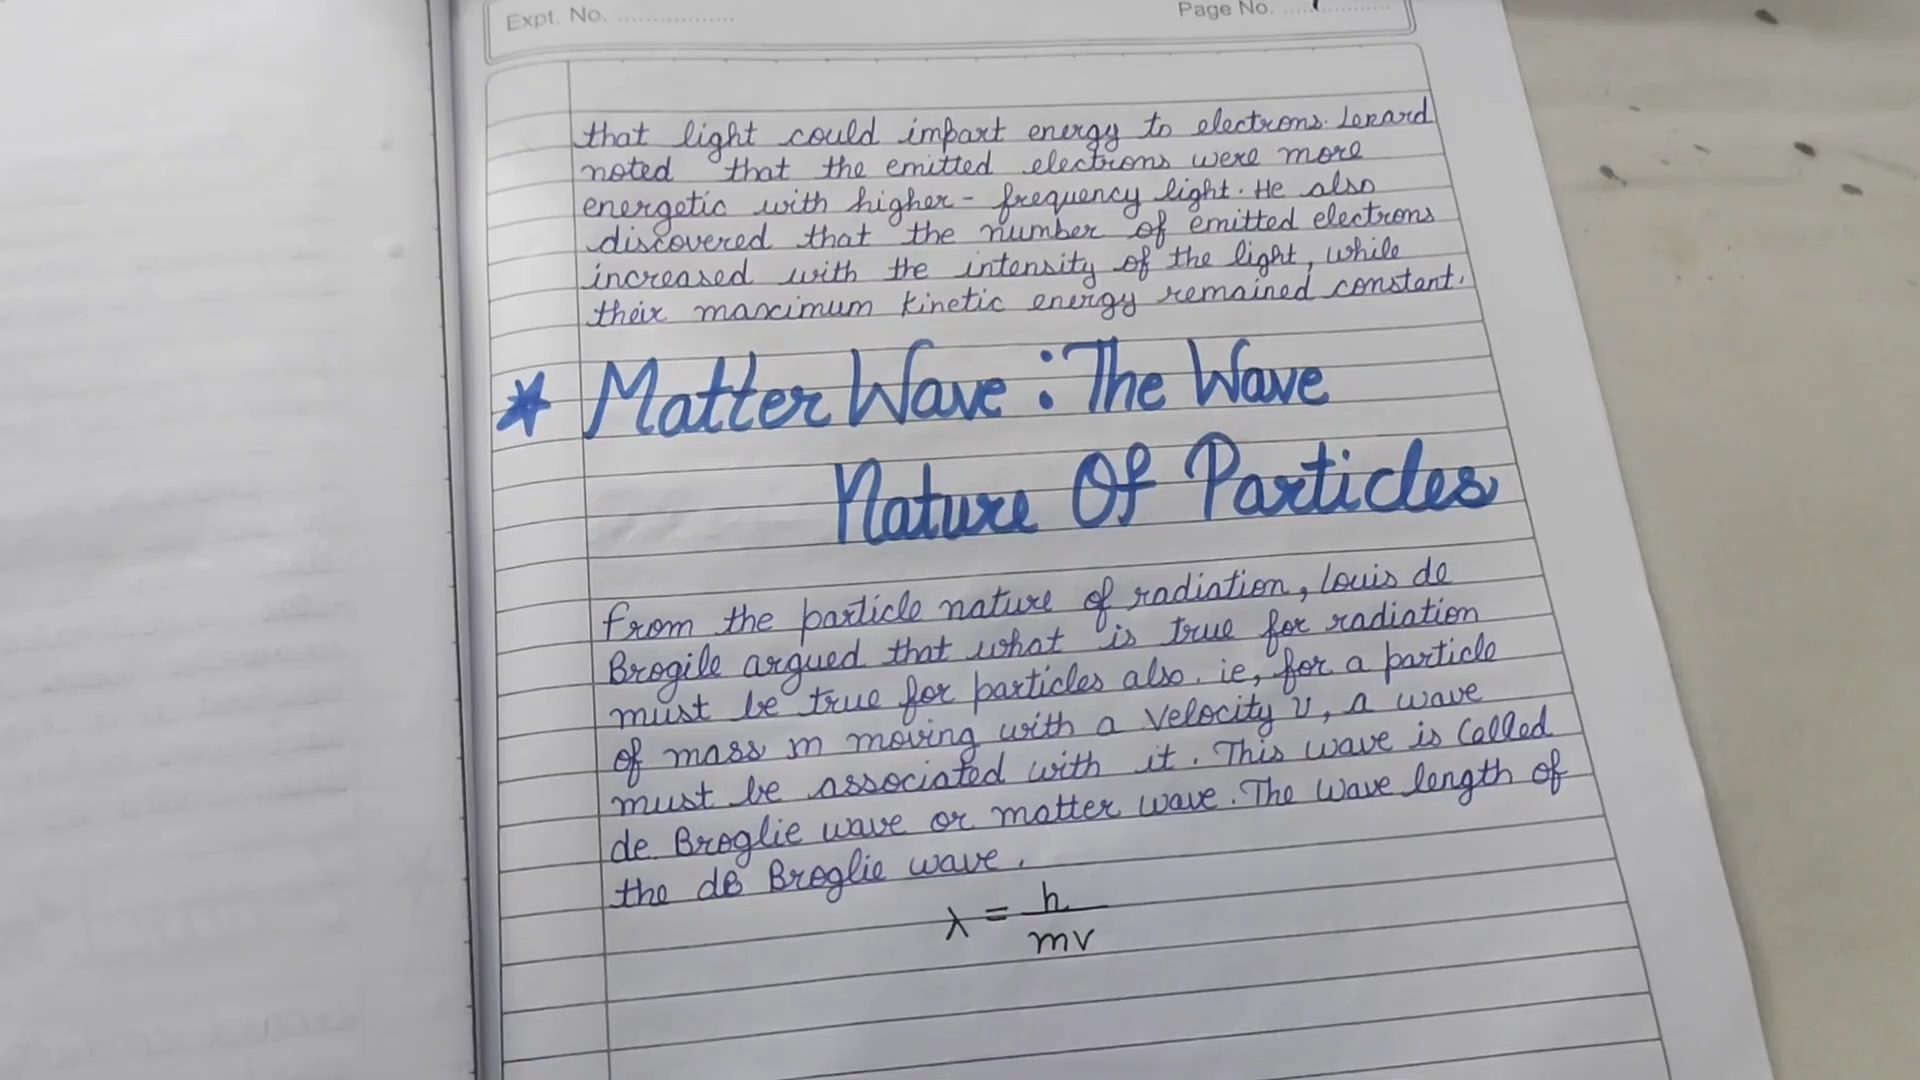 Expt. No. ..................
Page No. ..................
that light could impart energy to electrons. Lenard
noted that the emitted electrons were more
energetic with higher - frequency light. He also
discovered that the number of emitted electrons
increased with the intensity of the light, while
their maximum kinetic energy remained constant.
* Matter Wave : The Wave
Nature Of Particles
from the particle nature of radiation, Louis de
Brogile argued that what is true for radiation
must be true for particles also. ie, for a particle
of mass m moving with a velocity v, a wave
must be associated with it. This wave is called
de Broglie wave or matter wave. The wave length of
the de Broglie wave.
λ = h/mv